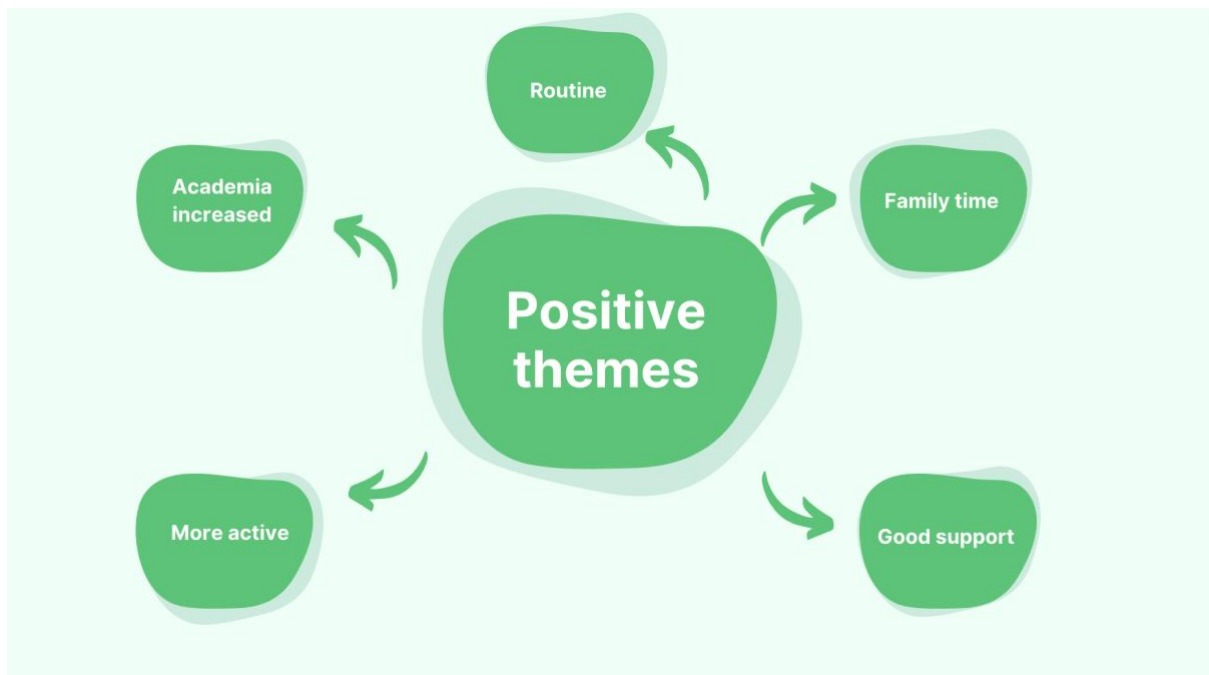 Routine
Academia
increased
Family time
Positive
themes
More active
Good support